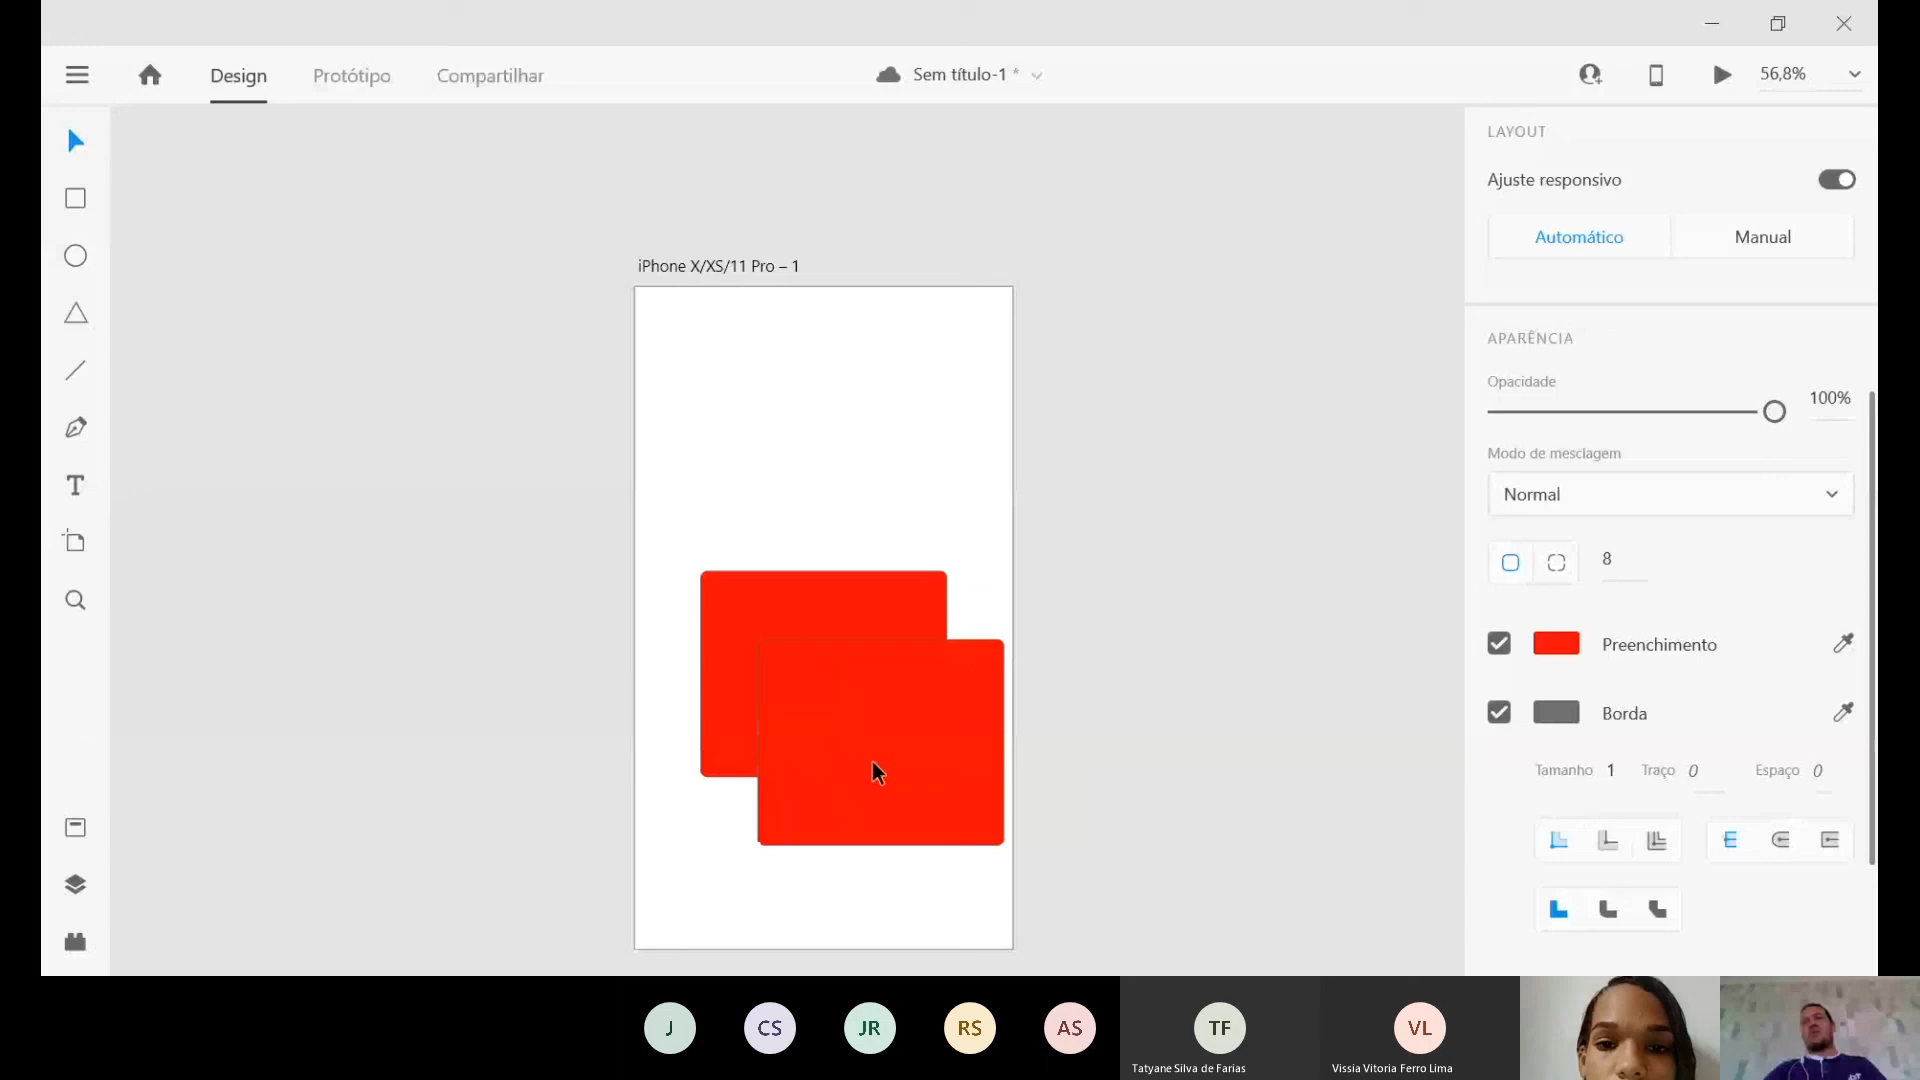 Design
Protótipo
Compartilhar
Sem título-1 *
56,8%
LAYOUT
Ajuste responsivo
Automático
Manual
iPhone X/XS/11 Pro – 1
APARÊNCIA
Opacidade
100%
Modo de mesclagem
Normal
8
Preenchimento
Borda
Tamanho 1 Traço 0 Espaço 0
J
CS
JR
RS
AS
TF
VL
Tatyane Silva de Farias
Vissia Vitoria Ferro Lima